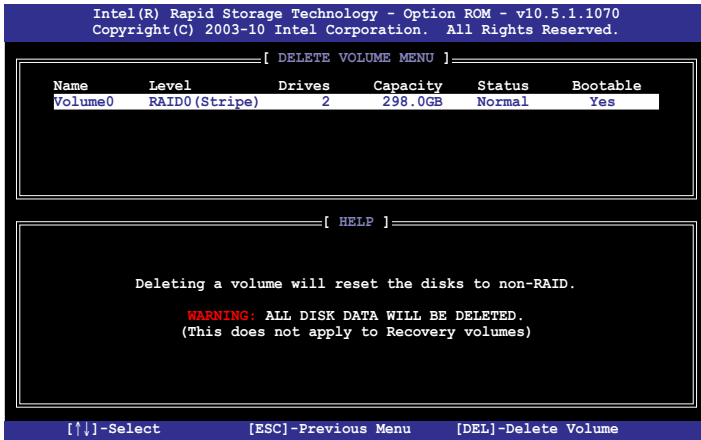 Intel(R) Rapid Storage Technology - Option ROM - v10.5.1.1070
Copyright(C) 2003-10 Intel Corporation. All Rights Reserved.
[ DELETE VOLUME MENU ]
Name Level Drives Capacity Status Bootable
Volume0 RAID0(Stripe) 2 298.0GB Normal Yes
[ HELP ]
Deleting a volume will reset the disks to non-RAID.
WARNING: ALL DISK DATA WILL BE DELETED.
(This does not apply to Recovery volumes)
[↑↓]-Select [ESC]-Previous Menu [DEL]-Delete Volume